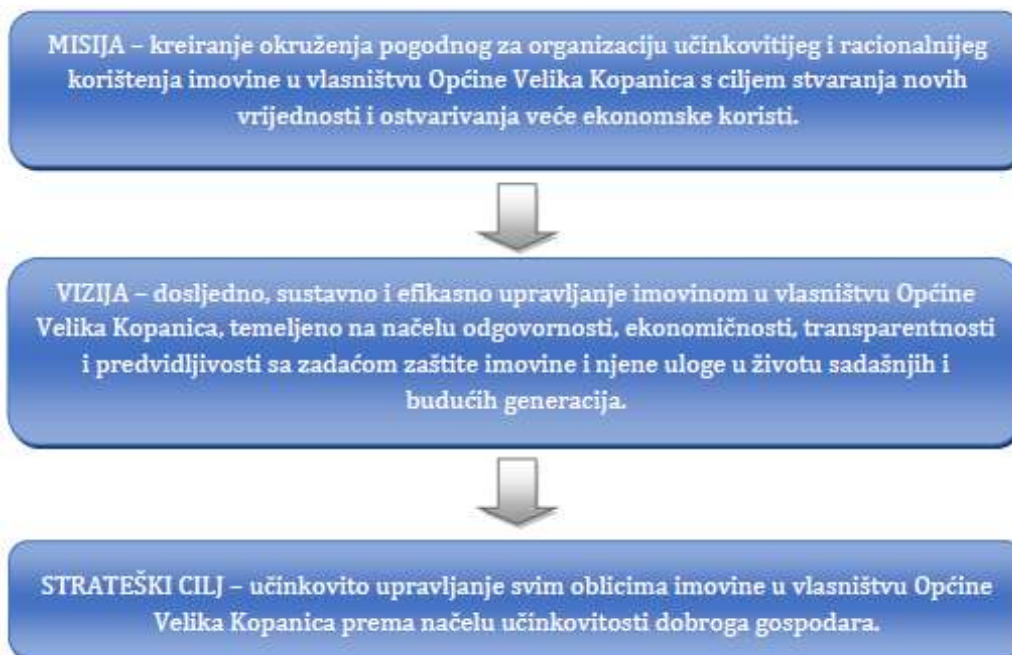 MISIJA – kreiranje okruženja pogodnog za organizaciju učinkovitijeg i racionalnijeg
korištenja imovine u vlasništvu Općine Velika Kopanica s ciljem stvaranja novih
vrijednosti i ostvarivanja veće ekonomske koristi.
VIZIJA – dosljedno, sustavno i efikasno upravljanje imovinom u vlasništvu Općine
Velika Kopanica, temeljeno na načelu odgovornosti, ekonomičnosti, transparentnosti
i predvidljivosti sa zadaćom zaštite imovine i njene uloge u životu sadašnjih i
budućih generacija.
STRATEŠKI CILJ – učinkovito upravljanje svim oblicima imovine u vlasništvu Općine
Velika Kopanica prema načelu učinkovitosti dobroga gospodara.